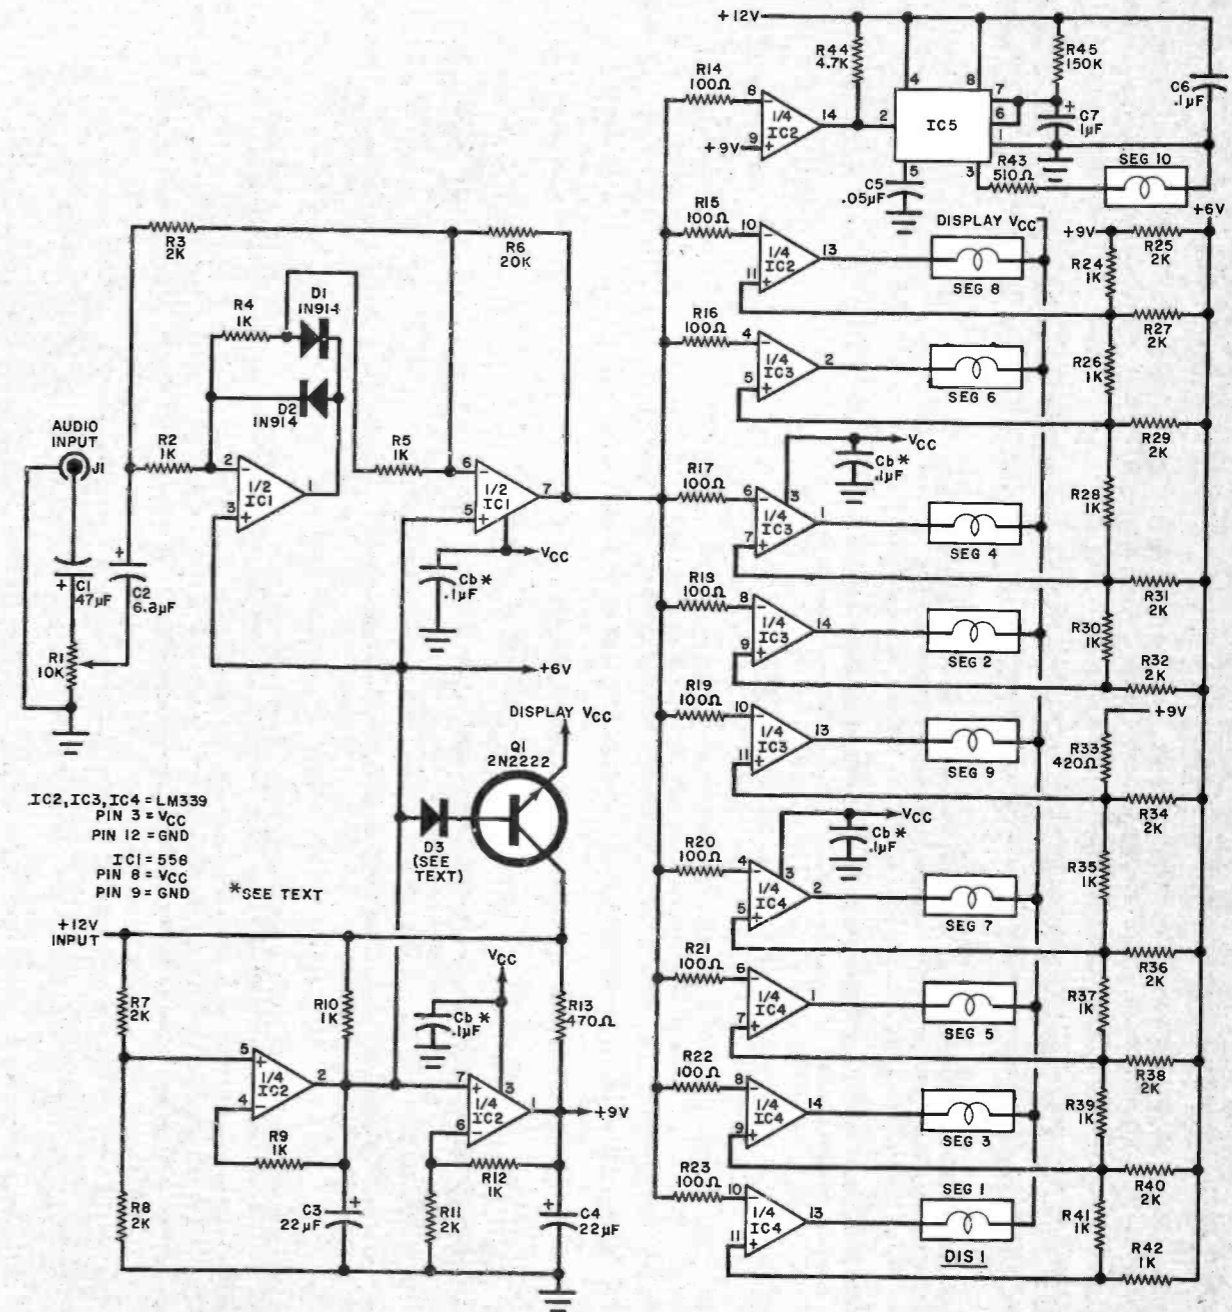 +12V
R44
4.7K
R45
150K
R14
100Ω
8
–
1/4
IC2
9
+
+9V
14
2
4
8
IC5
7
6
1
5
3
+
C7
1µF
C6
.1µF
C5
.05µF
R43
510Ω
SEG 10
+6V
R3
2K
R6
20K
R4
1K
D1
1N914
D2
1N914
AUDIO
INPUT
J1
R2
1K
2
–
1/2
IC1
3
+
1
R5
1K
6
–
1/2
IC1
5
+
7
VCC
Cb*
.1µF
+
C1
47µF
+
C2
6.8µF
R1
10K
+6V
DISPLAY VCC
Q1
2N2222
D3
(SEE
TEXT)
IC2, IC3, IC4 = LM339
PIN 3 = VCC
PIN 12 = GND
IC1 = 558
PIN 8 = VCC
PIN 9 = GND
*SEE TEXT
+12V
INPUT
R7
2K
R8
2K
R10
1K
5
+
1/4
IC2
4
–
2
R9
1K
+
C3
22µF
VCC
Cb*
.1µF
R13
470Ω
7
+
3
1/4
IC2
6
–
1
+9V
R12
1K
R11
2K
+
C4
22µF
R15
100Ω
10
–
1/4
IC2
11
+
13
DISPLAY VCC
SEG 8
+9V
R25
2K
R24
1K
R16
100Ω
4
–
1/4
IC3
5
+
2
SEG 6
R27
2K
R26
1K
R29
2K
R17
100Ω
6
–
3
1/4
IC3
7
+
1
VCC
Cb*
.1µF
SEG 4
R28
1K
R31
2K
R18
100Ω
8
–
1/4
IC3
9
+
14
SEG 2
R30
1K
R32
2K
R19
100Ω
10
–
1/4
IC3
11
+
13
SEG 9
+9V
R33
420Ω
R34
2K
R20
100Ω
4
–
3
1/4
IC4
5
+
2
VCC
Cb*
.1µF
SEG 7
R35
1K
R36
2K
R21
100Ω
6
–
1/4
IC4
7
+
1
SEG 5
R37
1K
R38
2K
R22
100Ω
8
–
1/4
IC4
9
+
14
SEG 3
R39
1K
R40
2K
R23
100Ω
10
–
1/4
IC4
11
+
13
SEG 1
DIS 1
R41
1K
R42
1K